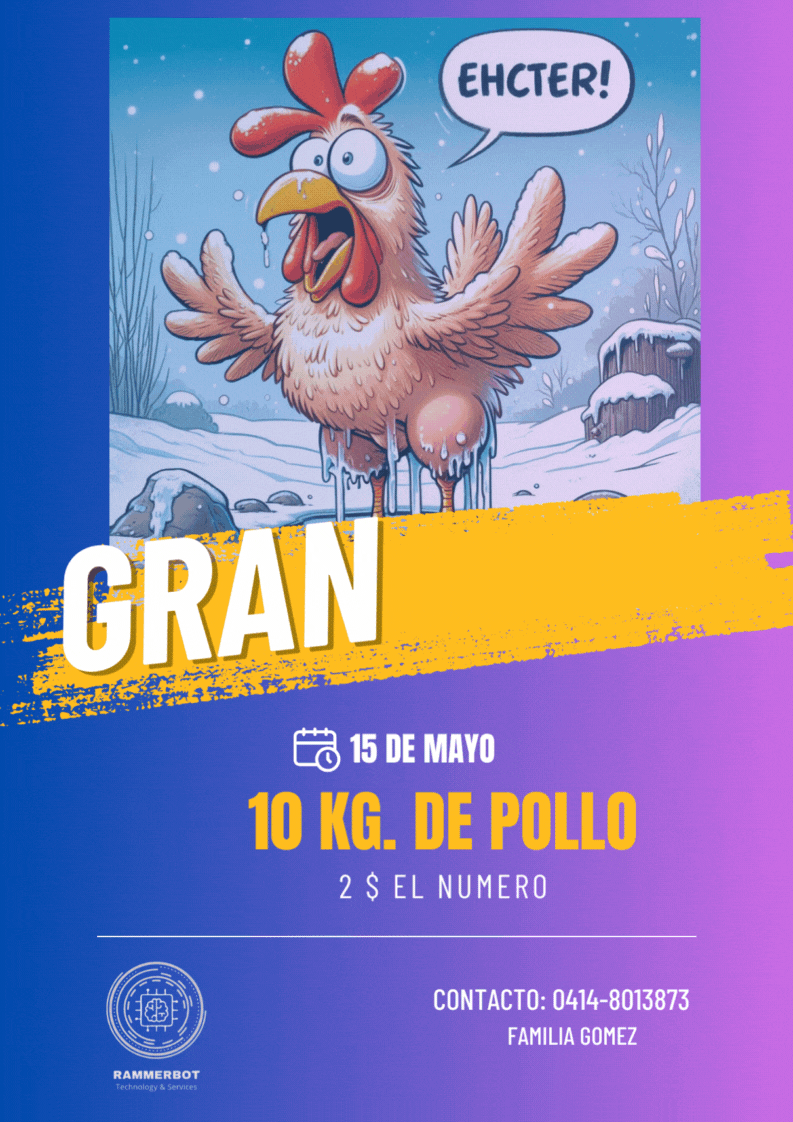 EHCTER!
GRAN
15 DE MAYO
10 KG. DE POLLO
2 $ EL NUMERO
CONTACTO: 0414-8013873
FAMILIA GOMEZ
RAMMERBOT
Technology & Services